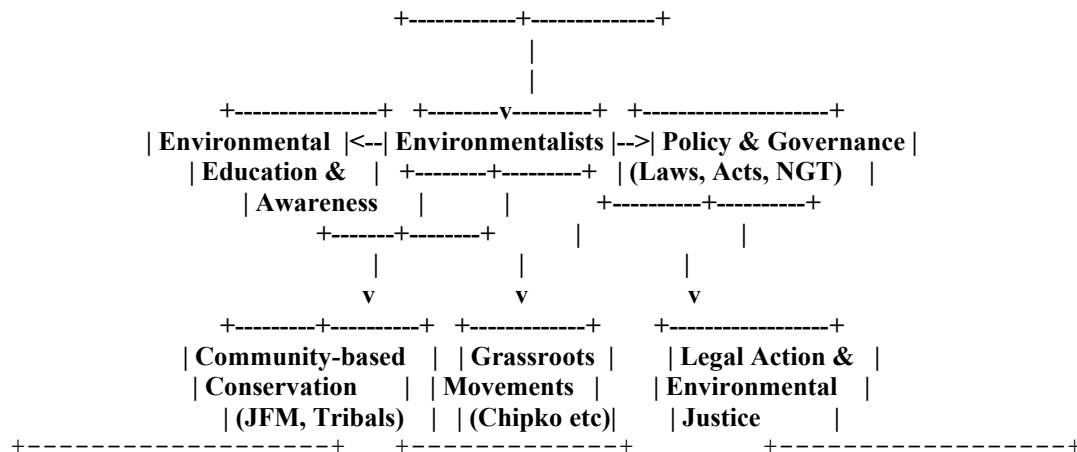 +------------+--------------+
|
|
+----------------+ +--------v---------+ +---------------------+
| Environmental |<--| Environmentalists |-->| Policy & Governance |
| Education & | +--------+---------+ | (Laws, Acts, NGT) |
| Awareness | | +----------+----------+
+-------+--------+ | |
| | |
v v v
+---------+----------+ +-------------+ +------------------+
| Community-based | | Grassroots | | Legal Action & |
| Conservation | | Movements | | Environmental |
| (JFM, Tribals) | | (Chipko etc)| | Justice |
+--------------------+ +--------------+ +-------------------+